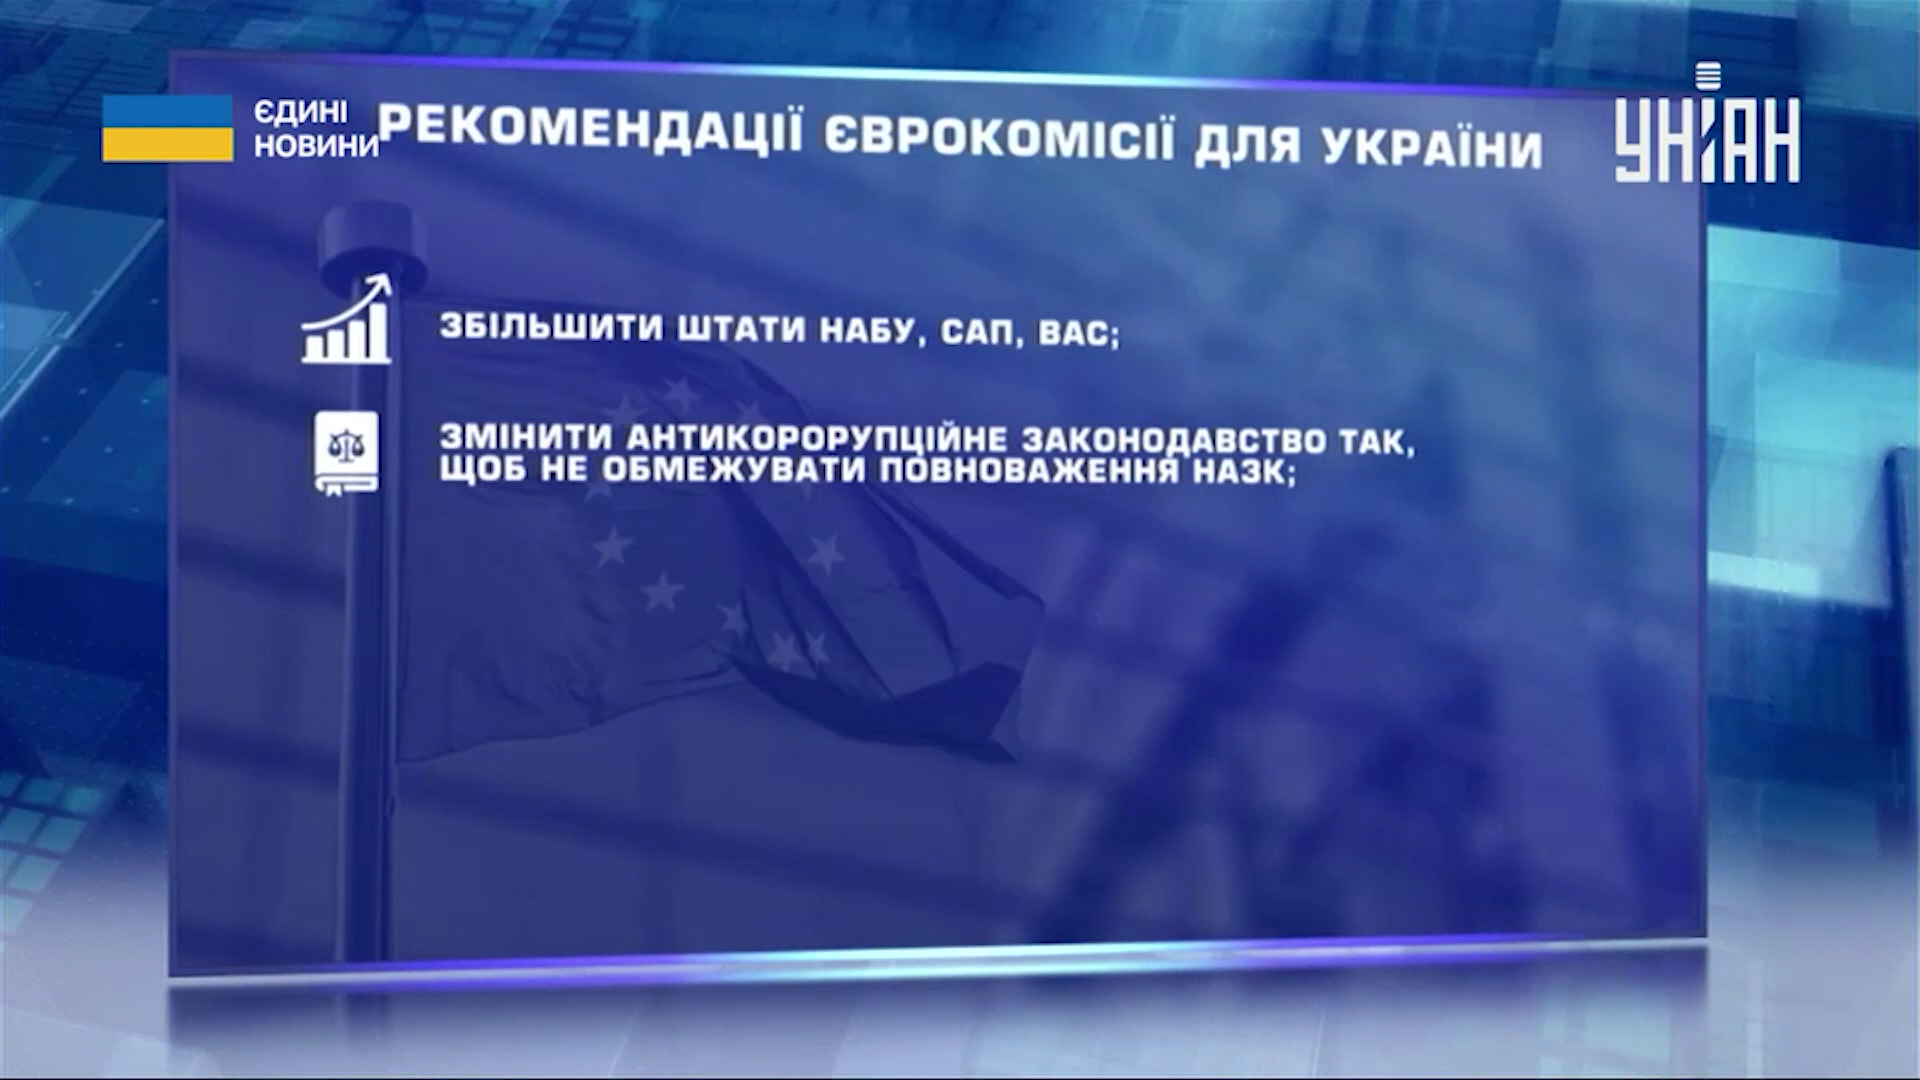 ЄДИНІ
НОВИНИ
РЕКОМЕНДАЦІЇ ЄВРОКОМІСІЇ ДЛЯ УКРАЇНИ
УНІАН
ЗБІЛЬШИТИ ШТАТИ НАБУ, САП, ВАС;
ЗМІНИТИ АНТИКОРОРУПЦІЙНЕ ЗАКОНОДАВСТВО ТАК,
ЩОБ НЕ ОБМЕЖУВАТИ ПОВНОВАЖЕННЯ НАЗК;